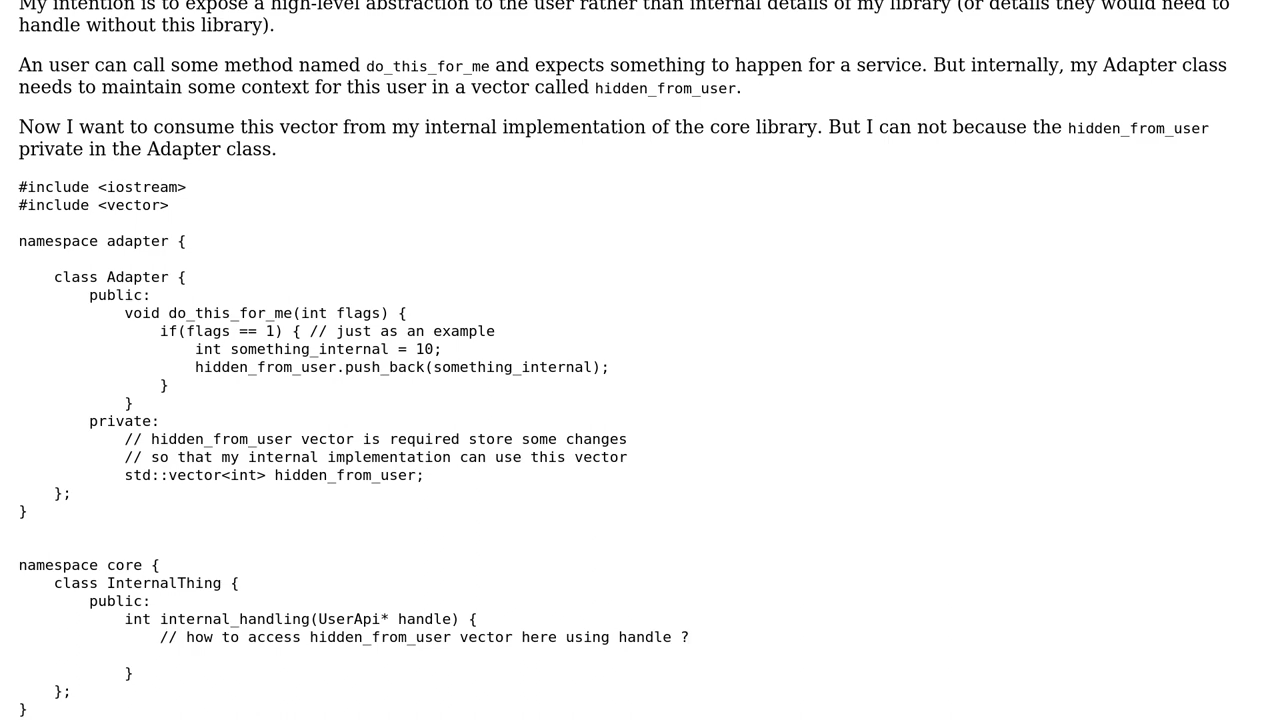 My intention is to expose a high-level abstraction to the user rather than internal details of my library (or details they would need to
handle without this library).
An user can call some method named do_this_for_me and expects something to happen for a service. But internally, my Adapter class
needs to maintain some context for this user in a vector called hidden_from_user.
Now I want to consume this vector from my internal implementation of the core library. But I can not because the hidden_from_user
private in the Adapter class.
#include <iostream>
#include <vector>
namespace adapter {
    class Adapter {
        public:
            void do_this_for_me(int flags) {
                if(flags == 1) { // just as an example
                    int something_internal = 10;
                    hidden_from_user.push_back(something_internal);
                }
            }
        private:
            // hidden_from_user vector is required store some changes
            // so that my internal implementation can use this vector
            std::vector<int> hidden_from_user;
    };
}
namespace core {
    class InternalThing {
        public:
            int internal_handling(UserApi* handle) {
                // how to access hidden_from_user vector here using handle ?
            }
    };
}